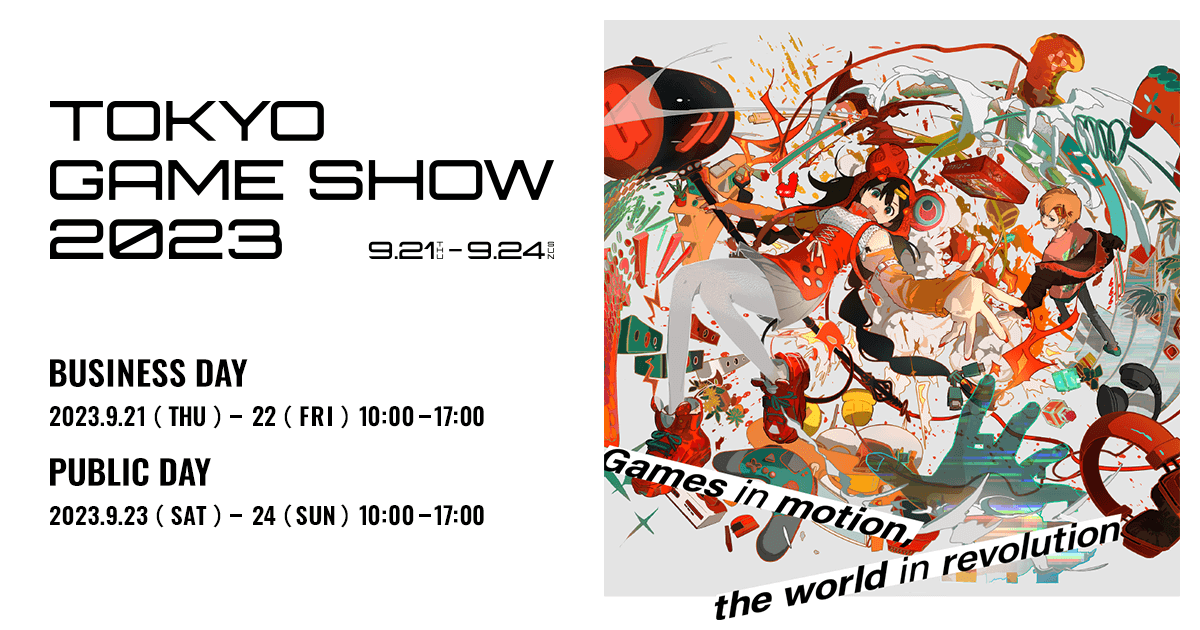 TOKYO
GAME SHOW
2023
9.21 THU – 9.24 SUN
BUSINESS DAY
2023.9.21 ( THU ) – 22 ( FRI ) 10:00–17:00
PUBLIC DAY
2023.9.23 ( SAT ) – 24 ( SUN ) 10:00–17:00
Games in motion,
the world in revolution